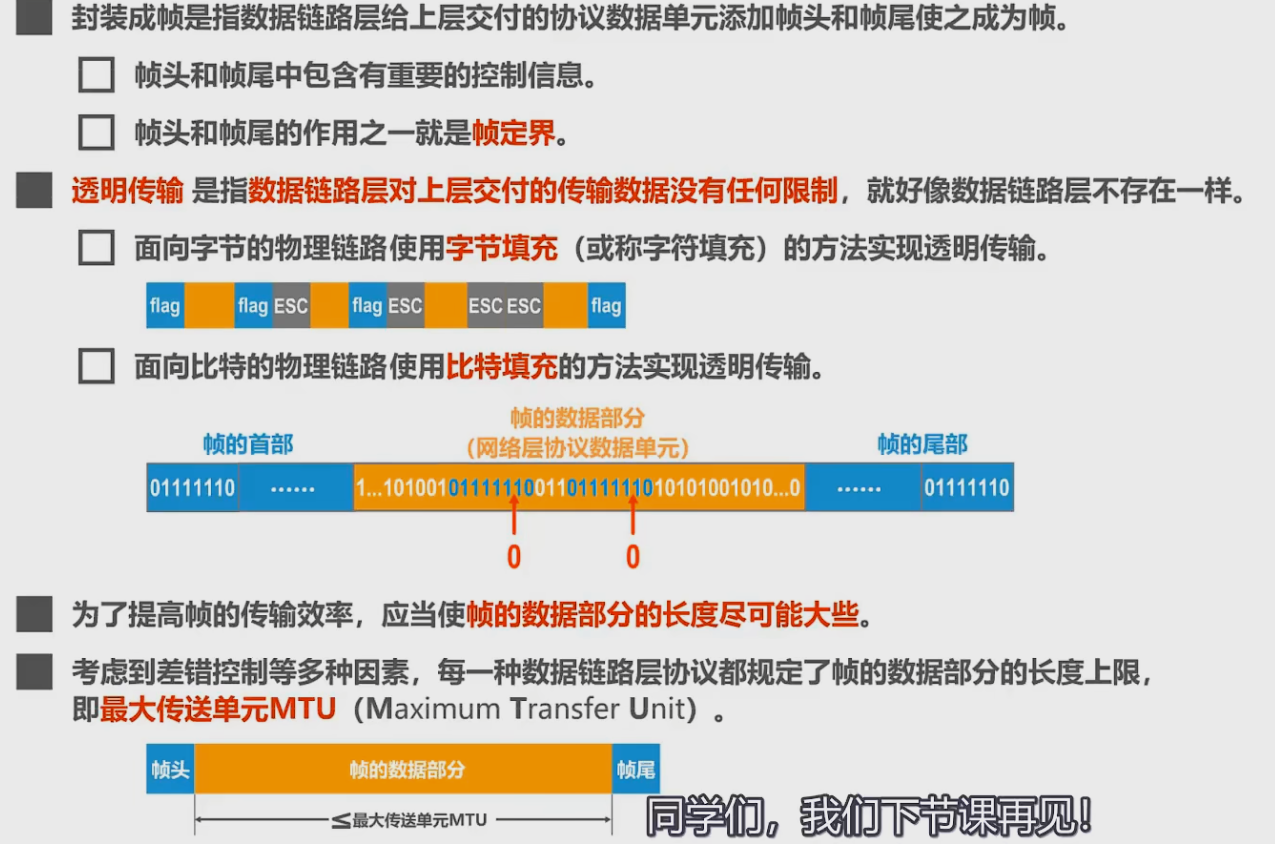 封装成帧是指数据链路层给上层交付的协议数据单元添加帧头和帧尾使之成为帧。
帧头和帧尾中包含有重要的控制信息。
帧头和帧尾的作用之一就是帧定界。
透明传输 是指数据链路层对上层交付的传输数据没有任何限制，就好像数据链路层不存在一样。
面向字节的物理链路使用字节填充（或称字符填充）的方法实现透明传输。
flag flag ESC flag ESC ESC ESC flag
面向比特的物理链路使用比特填充的方法实现透明传输。
帧的数据部分
帧的首部 （网络层协议数据单元） 帧的尾部
01111110 …… 1...101001011111100110111111010101001010...0 …… 01111110
0 0
为了提高帧的传输效率，应当使帧的数据部分的长度尽可能大些。
考虑到差错控制等多种因素，每一种数据链路层协议都规定了帧的数据部分的长度上限，
即最大传送单元MTU（Maximum Transfer Unit）。
帧头 帧的数据部分 帧尾
≦最大传送单元MTU
同学们，我们下节课再见！